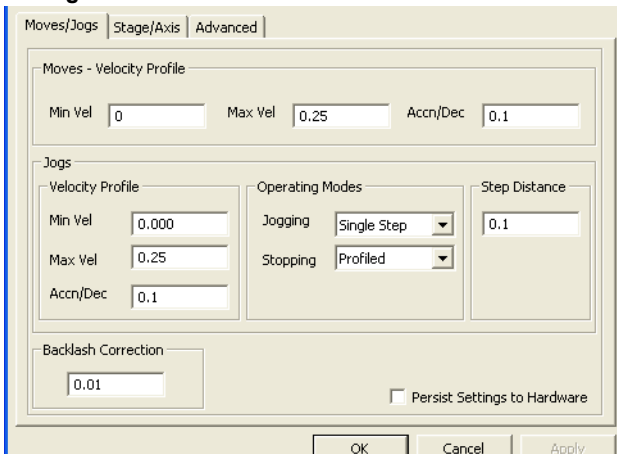 Moves/Jogs Stage/Axis Advanced
Moves - Velocity Profile
Min Vel 0 Max Vel 0.25 Accn/Dec 0.1
Jogs
Velocity Profile Operating Modes Step Distance
Min Vel 0.000 Jogging Single Step 0.1
Max Vel 0.25 Stopping Profiled
Accn/Dec 0.1
Backlash Correction
0.01 Persist Settings to Hardware
OK Cancel Apply